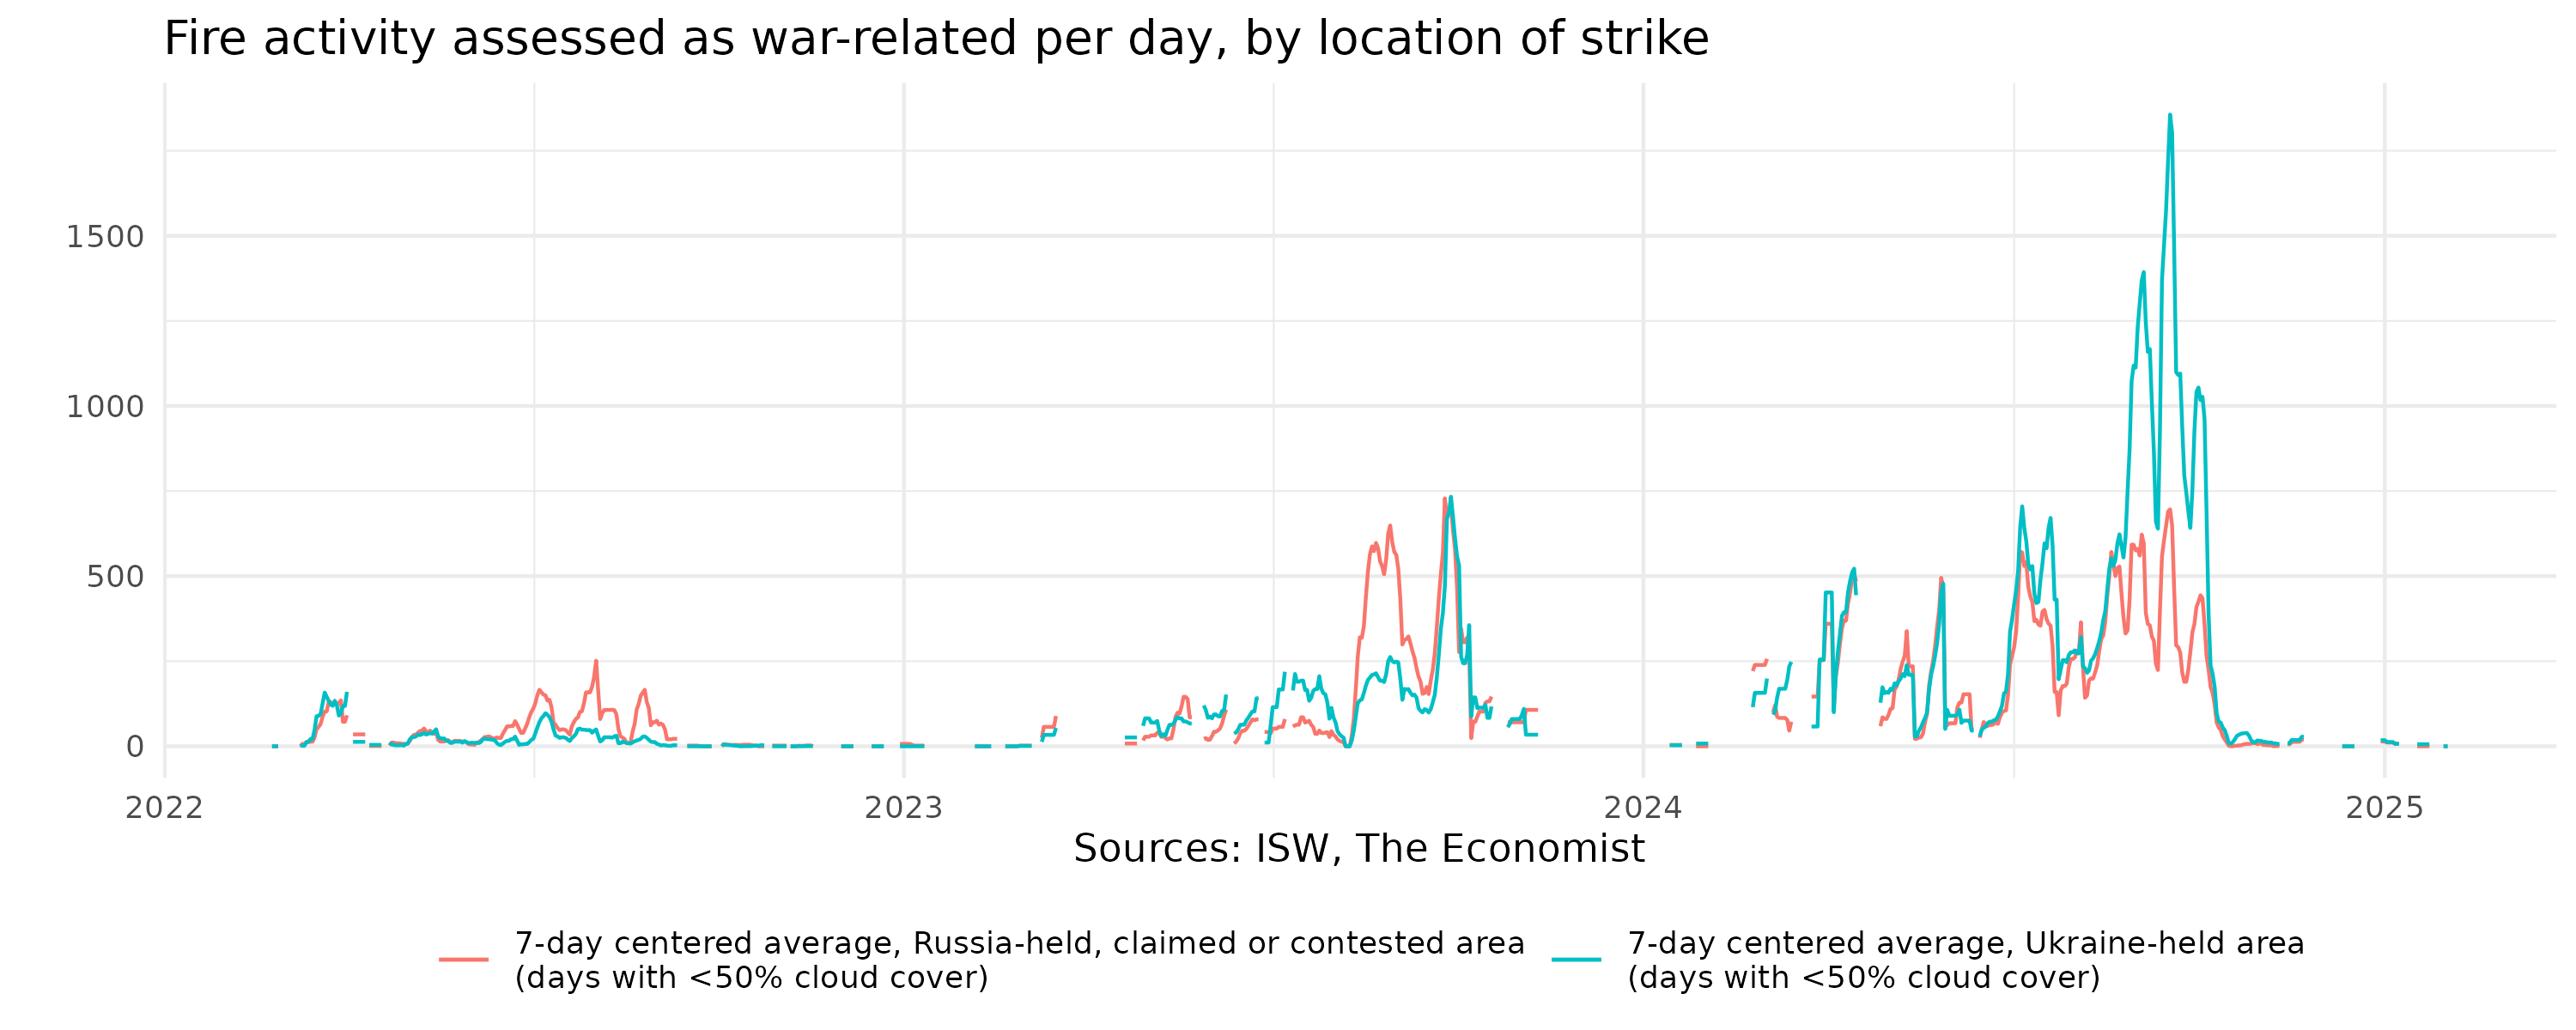 Fire activity assessed as war-related per day, by location of strike
1500
1000
500
0
2022
2023
2024
2025
Sources: ISW, The Economist
7-day centered average, Russia-held, claimed or contested area
(days with <50% cloud cover)
7-day centered average, Ukraine-held area
(days with <50% cloud cover)